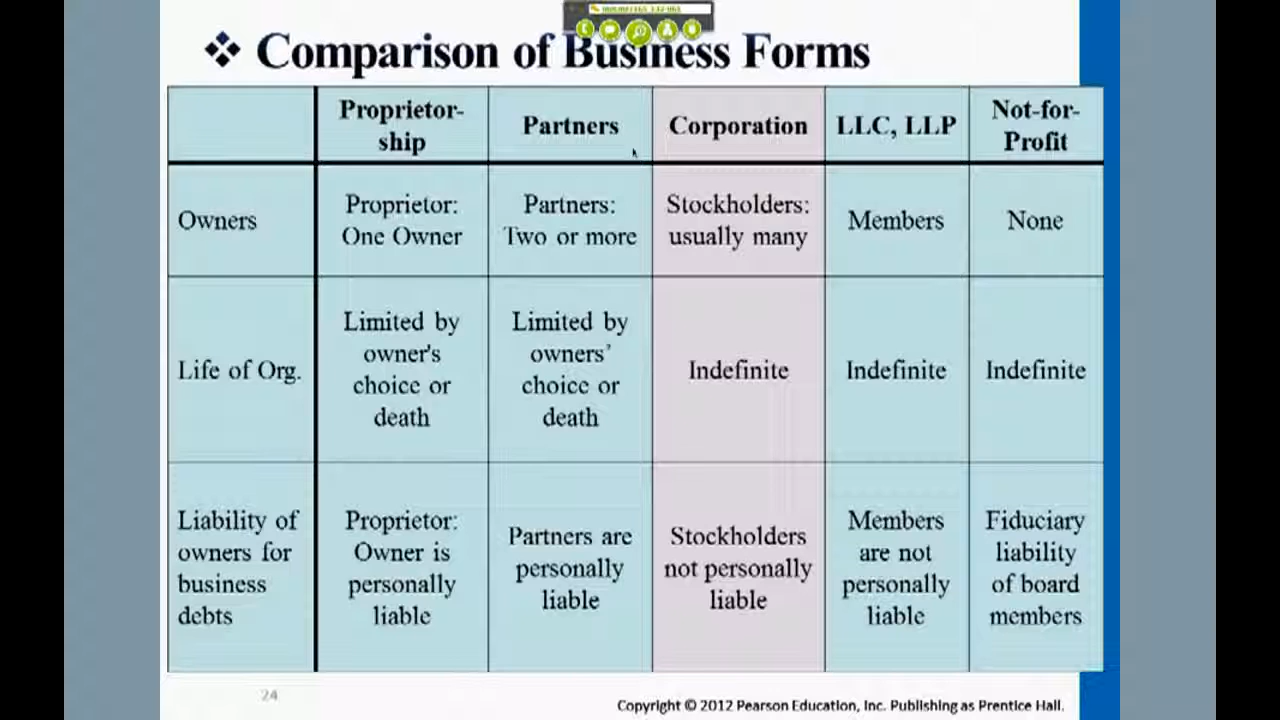 ❖ Comparison of Business Forms
Proprietor-
ship
Partners
Corporation
LLC, LLP
Not-for-
Profit
Owners
Proprietor:
One Owner
Partners:
Two or more
Stockholders:
usually many
Members
None
Life of Org.
Limited by
owner's
choice or
death
Limited by
owners’
choice or
death
Indefinite
Indefinite
Indefinite
Liability of
owners for
business
debts
Proprietor:
Owner is
personally
liable
Partners are
personally
liable
Stockholders
not personally
liable
Members
are not
personally
liable
Fiduciary
liability
of board
members
24
Copyright © 2012 Pearson Education, Inc. Publishing as Prentice Hall.